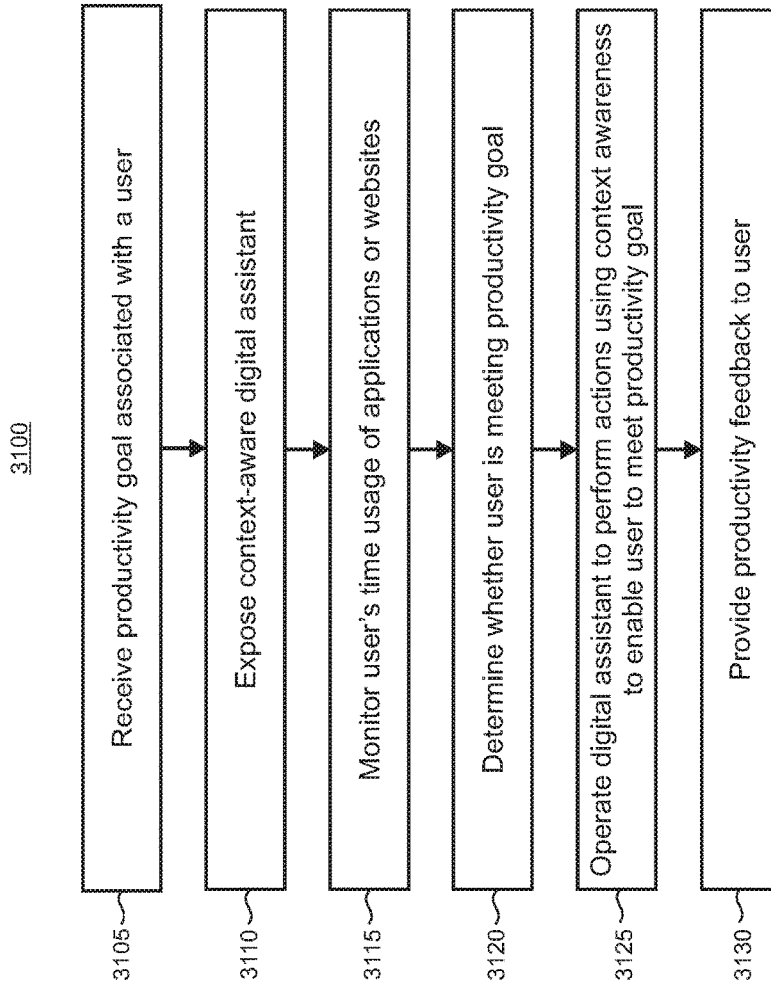 3100
3105
Receive productivity goal associated with a user
3110
Expose context-aware digital assistant
3115
Monitor user's time usage of applications or websites
3120
Determine whether user is meeting productivity goal
3125
Operate digital assistant to perform actions using context awareness
to enable user to meet productivity goal
3130
Provide productivity feedback to user